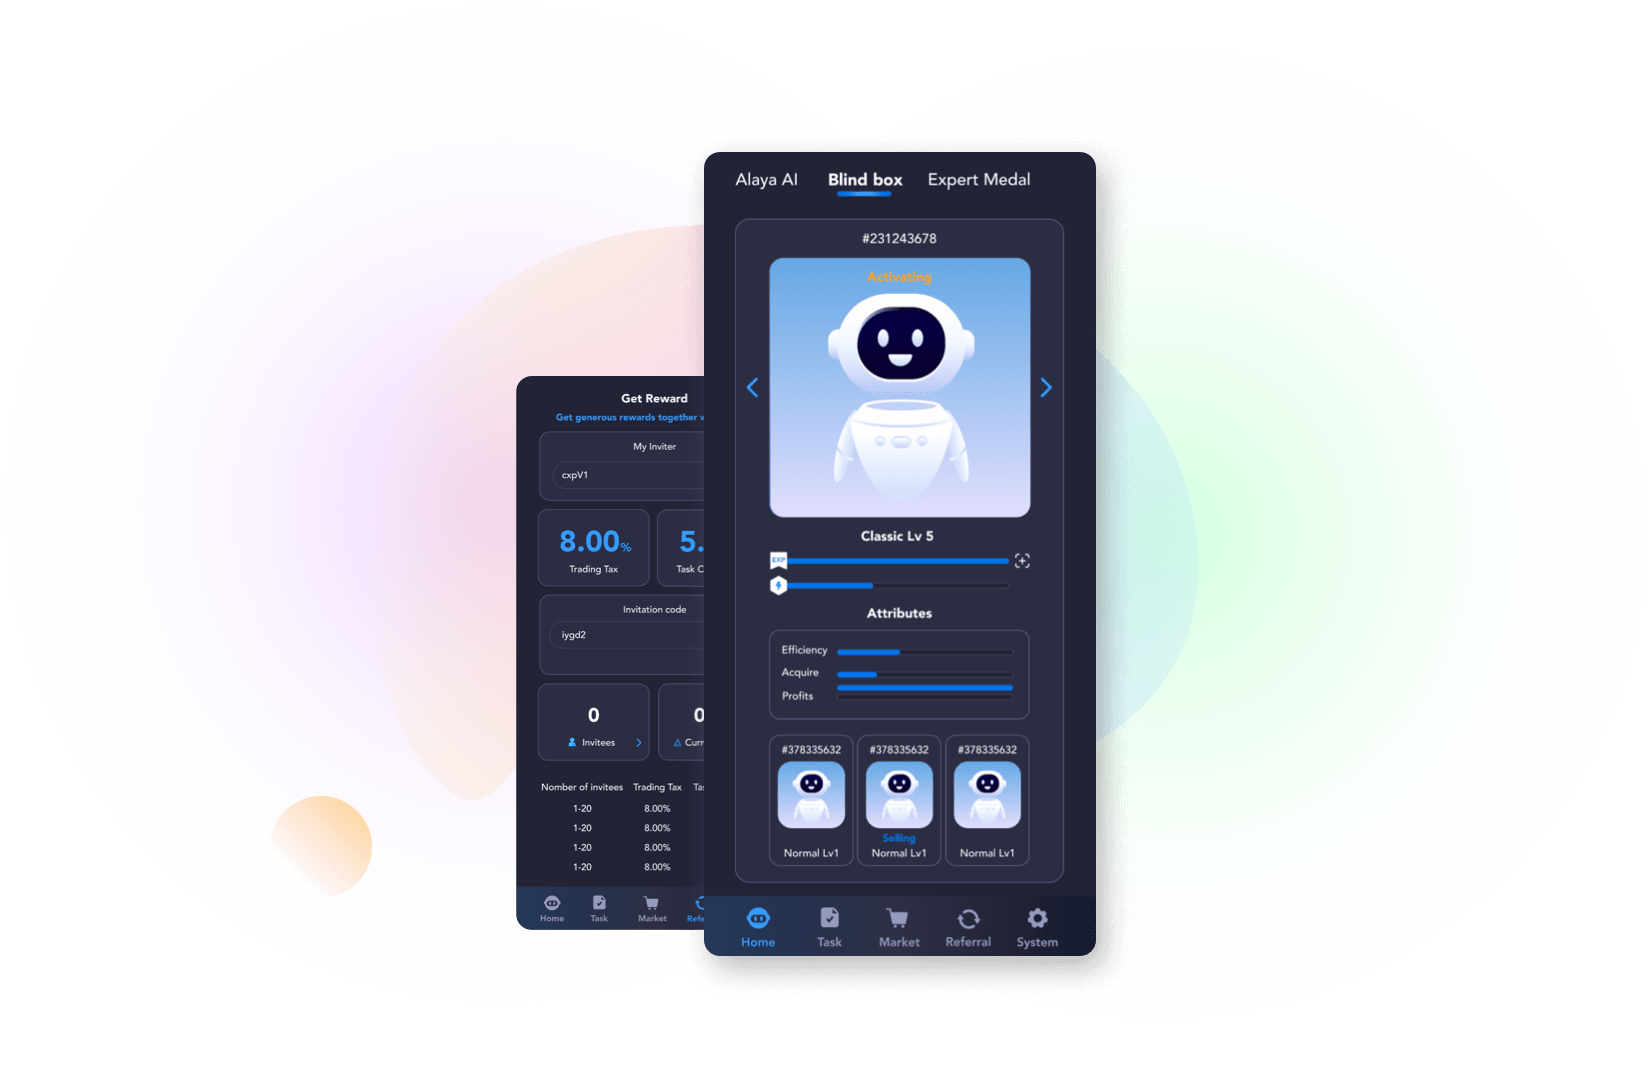 Alaya AI Blind box Expert Medal
#231243678
Activating
Classic Lv 5
EXP
Attributes
Efficiency
Acquire
Profits
#378335632 #378335632 #378335632
Selling
Normal Lv1 Normal Lv1 Normal Lv1
Home Task Market Referral System
Get Reward
Get generous rewards together
My Inviter
cxpV1
8.00% 5.
Trading Tax Task C
Invitation code
iygd2
0 0
Invitees Curr
Nomber of invitees Trading Tax Tas
1-20 8.00%
1-20 8.00%
1-20 8.00%
1-20 8.00%
Home Task Market Refe